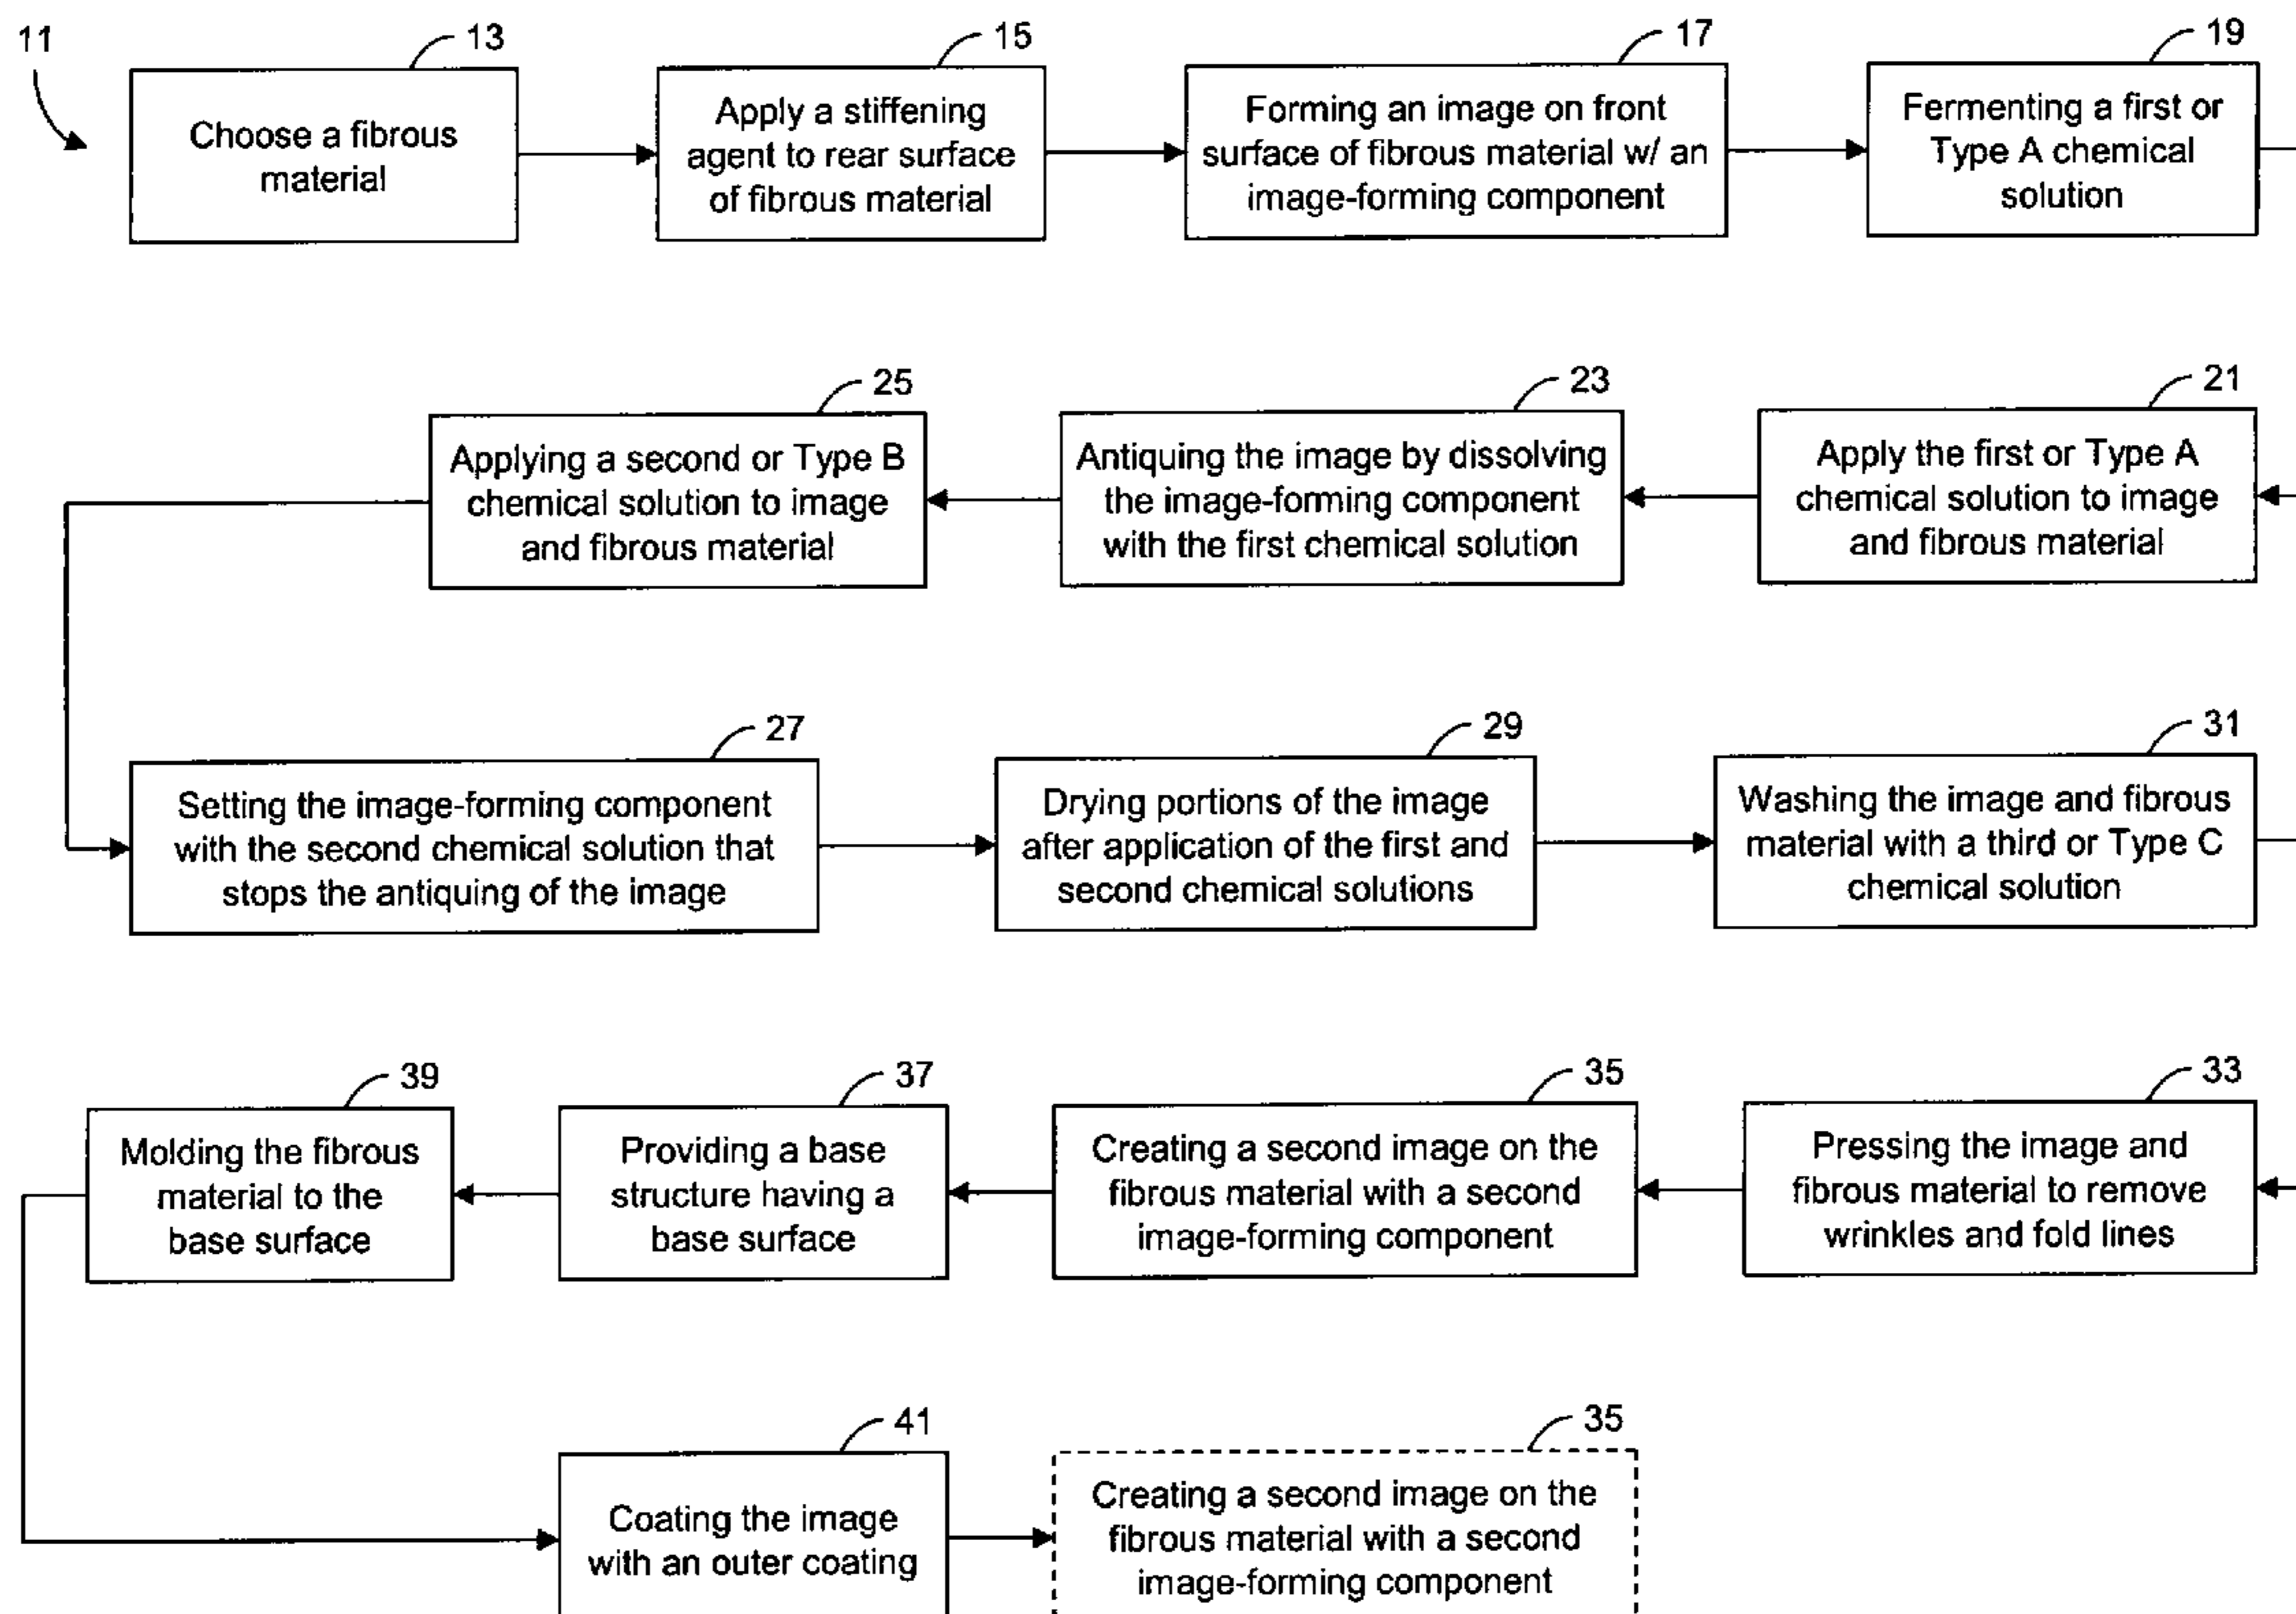 11
13
Choose a fibrous
material
15
Apply a stiffening
agent to rear surface
of fibrous material
17
Forming an image on front
surface of fibrous material w/ an
image-forming component
19
Fermenting a first or
Type A chemical
solution
21
Apply the first or Type A
chemical solution to image
and fibrous material
23
Antiquing the image by dissolving
the image-forming component
with the first chemical solution
25
Applying a second or Type B
chemical solution to image
and fibrous material
27
Setting the image-forming component
with the second chemical solution that
stops the antiquing of the image
29
Drying portions of the image
after application of the first and
second chemical solutions
31
Washing the image and fibrous
material with a third or Type C
chemical solution
33
Pressing the image and
fibrous material to remove
wrinkles and fold lines
35
Creating a second image on the
fibrous material with a second
image-forming component
37
Providing a base
structure having a
base surface
39
Molding the fibrous
material to the
base surface
41
Coating the image
with an outer coating
35
Creating a second image on the
fibrous material with a second
image-forming component